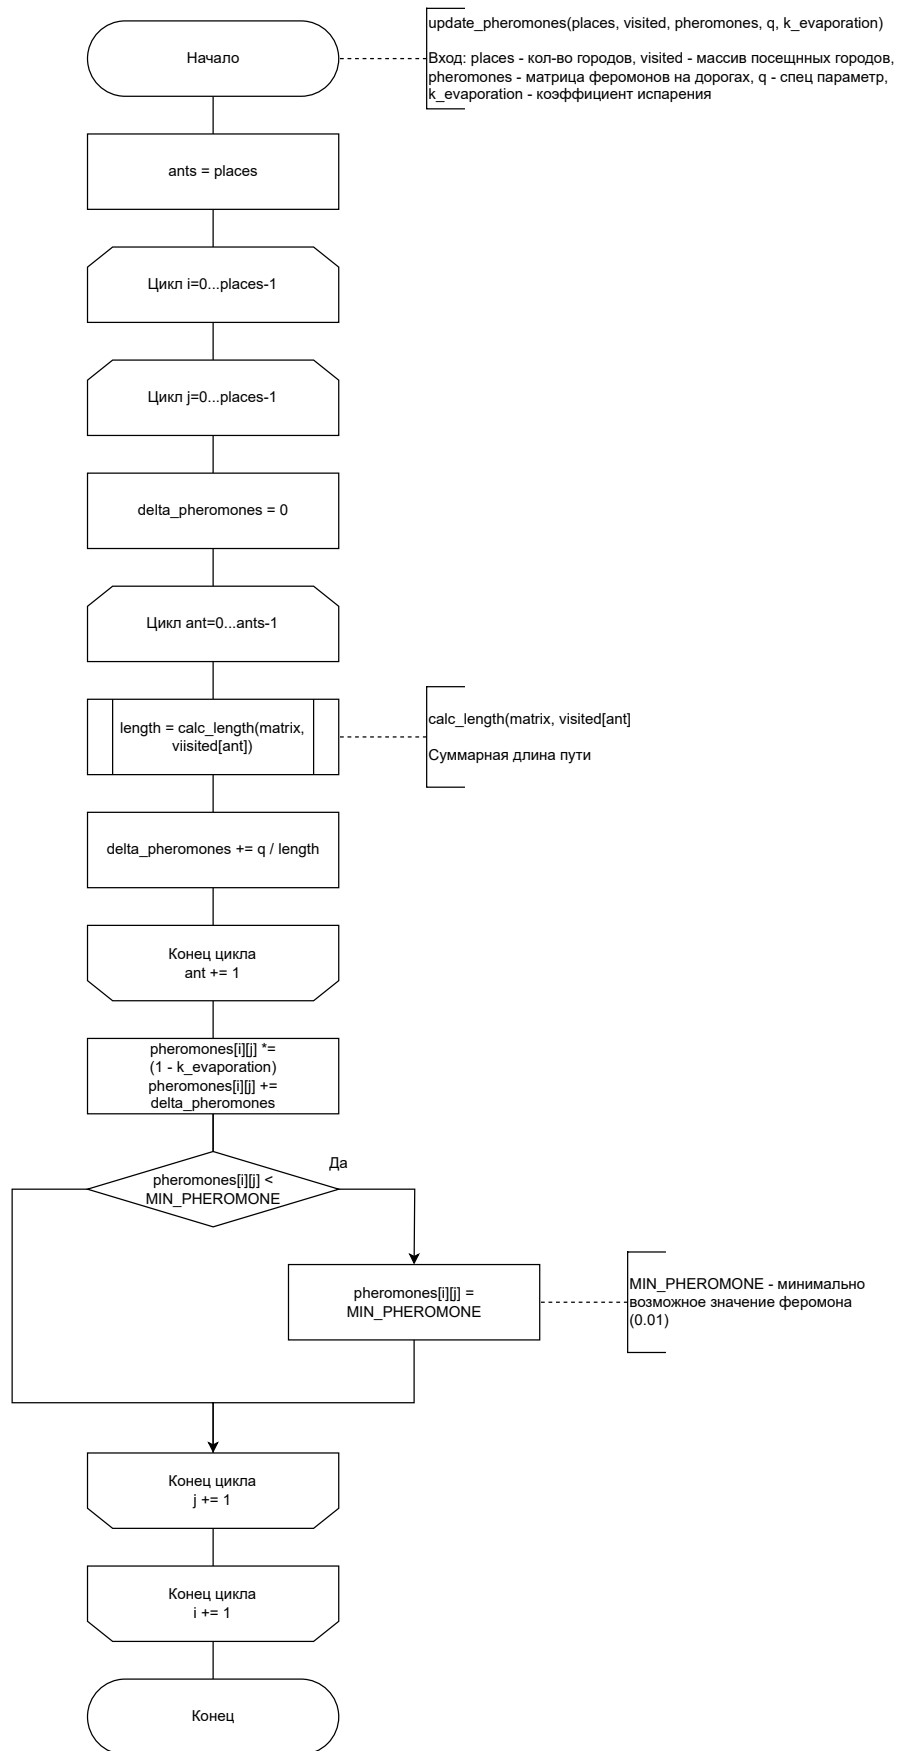 Начало
update_pheromones(places, visited, pheromones, q, k_evaporation)
Вход: places - кол-во городов, visited - массив посещнных городов,
pheromones - матрица феромонов на дорогах, q - спец параметр,
k_evaporation - коэффициент испарения
ants = places
Цикл i=0...places-1
Цикл j=0...places-1
delta_pheromones = 0
Цикл ant=0...ants-1
length = calc_length(matrix,
viisited[ant])
calc_length(matrix, visited[ant]
Суммарная длина пути
delta_pheromones += q / length
Конец цикла
ant += 1
pheromones[i][j] *=
(1 - k_evaporation)
pheromones[i][j] +=
delta_pheromones
Да
pheromones[i][j] <
MIN_PHEROMONE
pheromones[i][j] =
MIN_PHEROMONE
MIN_PHEROMONE - минимально
возможное значение феромона
(0.01)
Конец цикла
j += 1
Конец цикла
i += 1
Конец